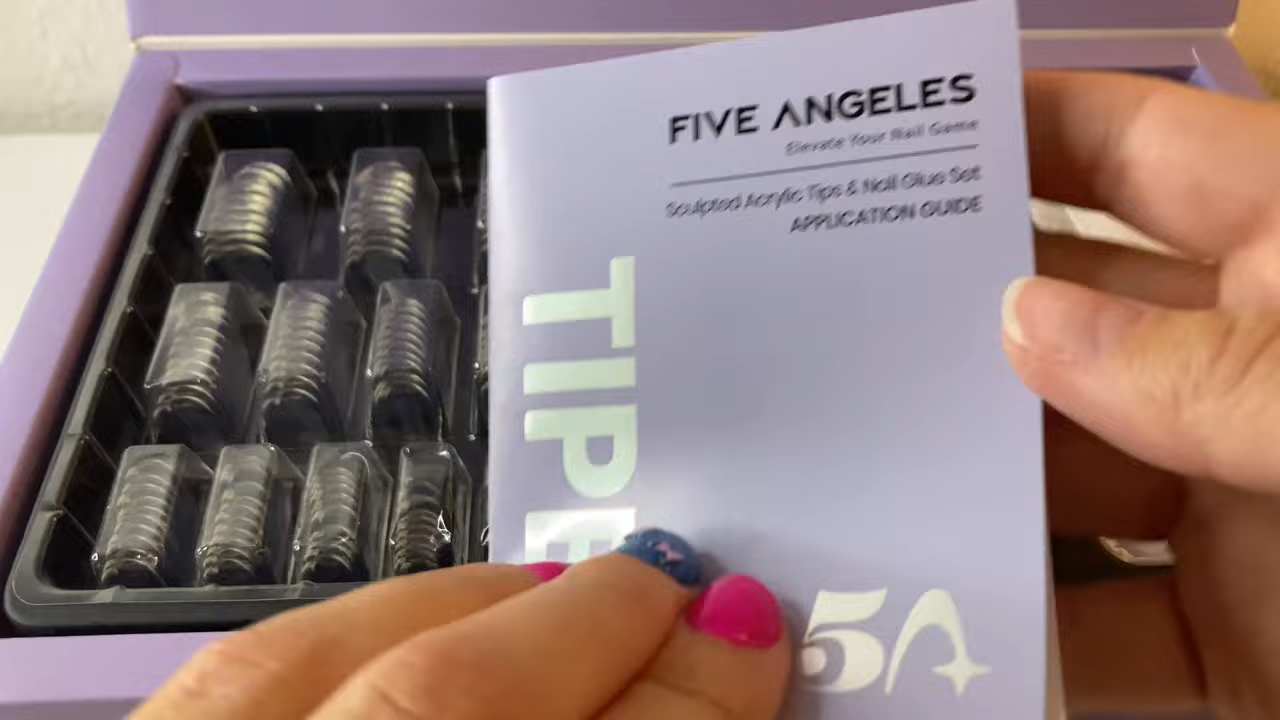 FIVE ANGELES
Elevate Your Nail Game
Sculpted Acrylic Tips & Nail Glue Set
APPLICATION GUIDE
TIPE
5A